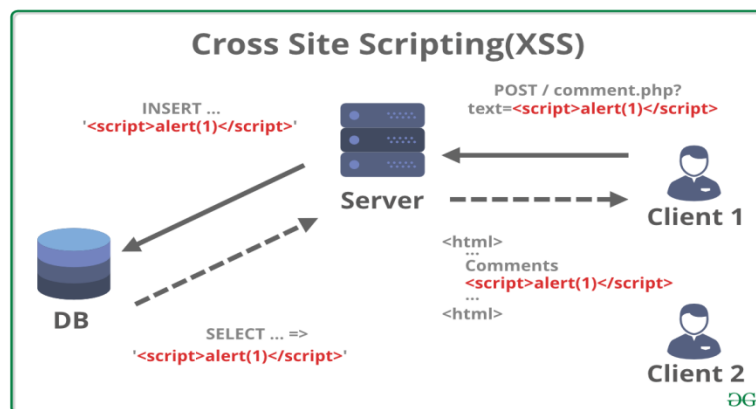 Cross Site Scripting(XSS)
POST / comment.php?
text=<script>alert(1)</script>
INSERT ...
'<script>alert(1)</script>'
Server
Client 1
<html>
...
Comments
<script>alert(1)</script>
...
<html>
DB
SELECT ... =>
'<script>alert(1)</script>'
Client 2